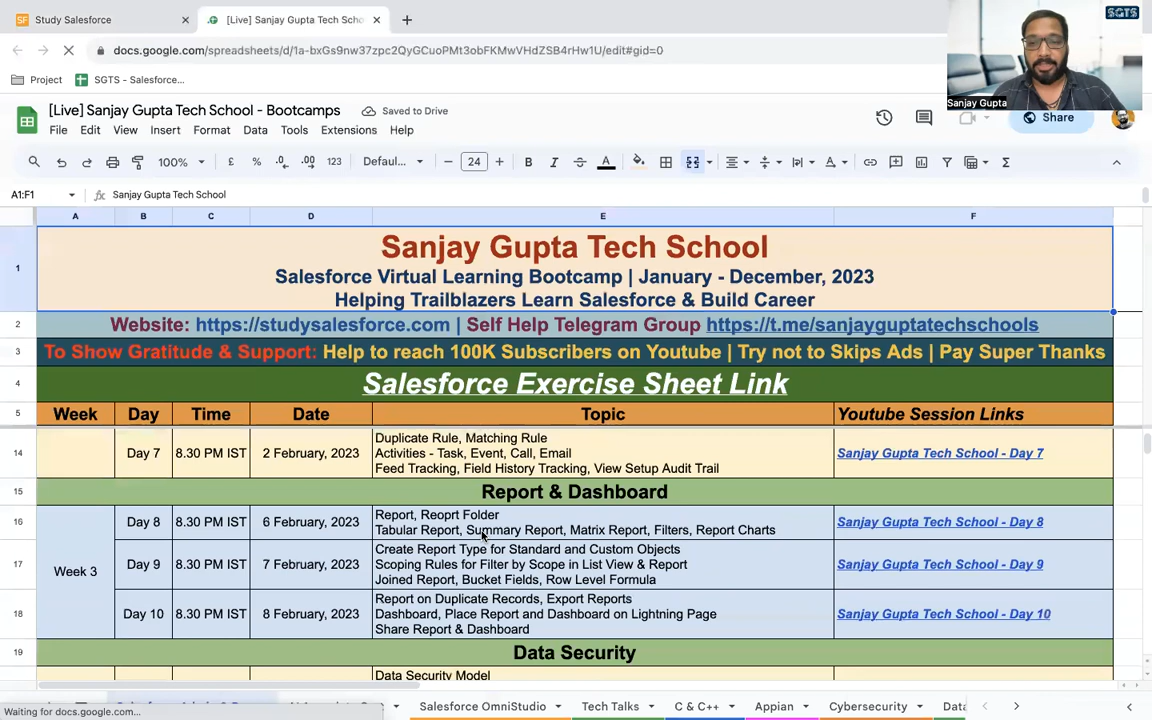 Study Salesforce
[Live] Sanjay Gupta Tech Scho
docs.google.com/spreadsheets/d/1a-bxGs9nw37zpc2QyGCuoPMt3obFKMwVHdZSB4rHw1U/edit#gid=0
SGTS
Sanjay Gupta
Project
SGTS - Salesforce...
[Live] Sanjay Gupta Tech School - Bootcamps
Saved to Drive
Share
File Edit View Insert Format Data Tools Extensions Help
100% £ % .0 .00 123 Defaul... 24 B I A
A1:F1 fx Sanjay Gupta Tech School
A B C D E F
1
Sanjay Gupta Tech School
Salesforce Virtual Learning Bootcamp | January - December, 2023
Helping Trailblazers Learn Salesforce & Build Career
2 Website: https://studysalesforce.com | Self Help Telegram Group https://t.me/sanjayguptatechschools
3 To Show Gratitude & Support: Help to reach 100K Subscribers on Youtube | Try not to Skips Ads | Pay Super Thanks
4 Salesforce Exercise Sheet Link
5 Week Day Time Date Topic Youtube Session Links
14 Day 7 8.30 PM IST 2 February, 2023
Duplicate Rule, Matching Rule
Activities - Task, Event, Call, Email
Feed Tracking, Field History Tracking, View Setup Audit Trail
Sanjay Gupta Tech School - Day 7
15 Report & Dashboard
Week 3
16 Day 8 8.30 PM IST 6 February, 2023
Report, Reoprt Folder
Tabular Report, Summary Report, Matrix Report, Filters, Report Charts
Sanjay Gupta Tech School - Day 8
17 Day 9 8.30 PM IST 7 February, 2023
Create Report Type for Standard and Custom Objects
Scoping Rules for Filter by Scope in List View & Report
Joined Report, Bucket Fields, Row Level Formula
Sanjay Gupta Tech School - Day 9
18 Day 10 8.30 PM IST 8 February, 2023
Report on Duplicate Records, Export Reports
Dashboard, Place Report and Dashboard on Lightning Page
Share Report & Dashboard
Sanjay Gupta Tech School - Day 10
19 Data Security
Data Security Model
Waiting for docs.google.com...
Salesforce OmniStudio Tech Talks C & C++ Appian Cybersecurity Data